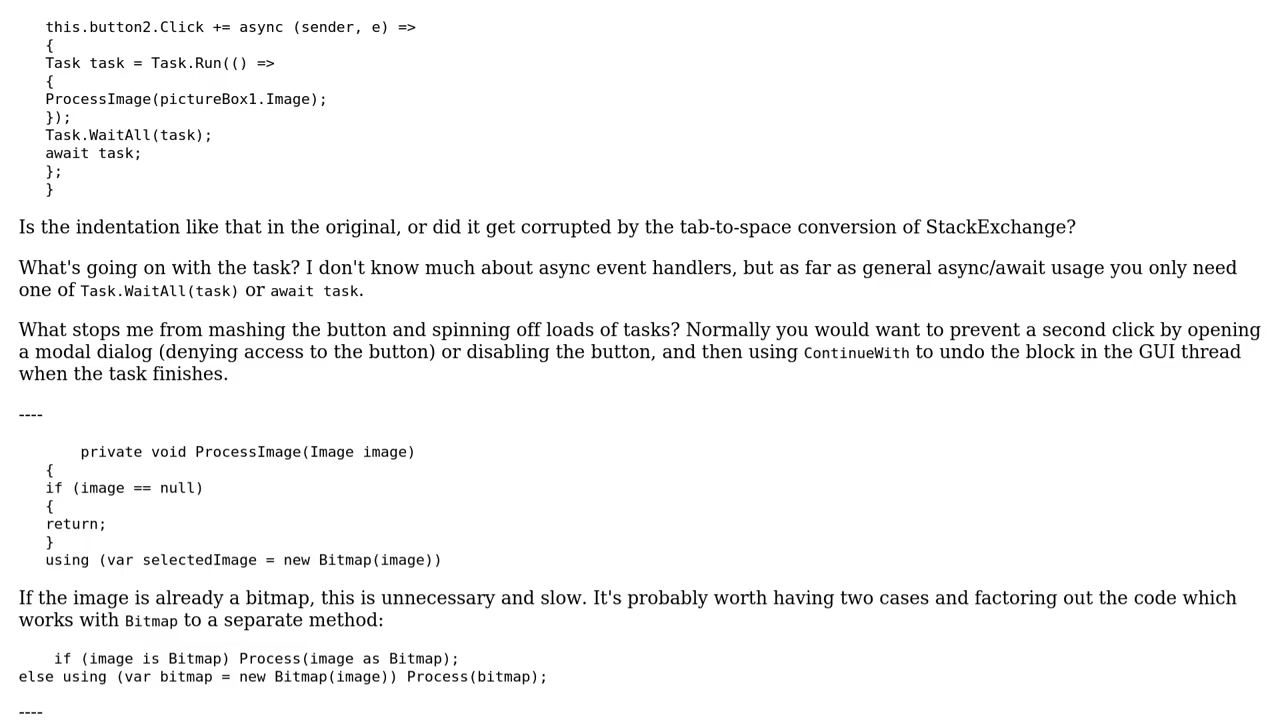 this.button2.Click += async (sender, e) =>
{
Task task = Task.Run(() =>
{
ProcessImage(pictureBox1.Image);
});
Task.WaitAll(task);
await task;
};
}
Is the indentation like that in the original, or did it get corrupted by the tab-to-space conversion of StackExchange?
What's going on with the task? I don't know much about async event handlers, but as far as general async/await usage you only need
one of Task.WaitAll(task) or await task.
What stops me from mashing the button and spinning off loads of tasks? Normally you would want to prevent a second click by opening
a modal dialog (denying access to the button) or disabling the button, and then using ContinueWith to undo the block in the GUI thread
when the task finishes.
----
private void ProcessImage(Image image)
{
if (image == null)
{
return;
}
using (var selectedImage = new Bitmap(image))
If the image is already a bitmap, this is unnecessary and slow. It's probably worth having two cases and factoring out the code which
works with Bitmap to a separate method:
if (image is Bitmap) Process(image as Bitmap);
else using (var bitmap = new Bitmap(image)) Process(bitmap);
----